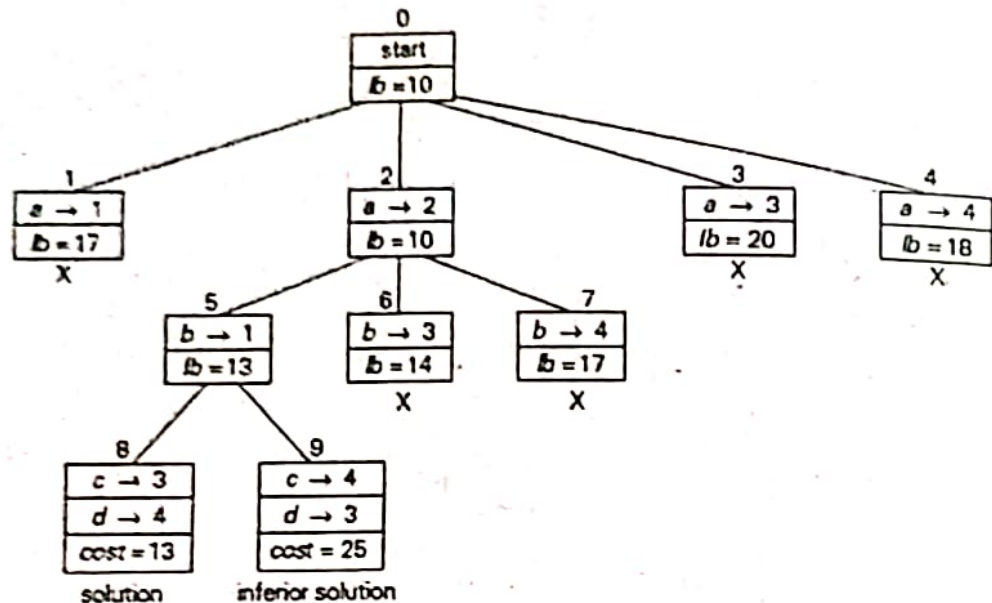 0
start
lb = 10
1
2
3
4
a → 1
a → 2
a → 3
a → 4
lb = 17
lb = 10
lb = 20
lb = 18
X
X
X
5
6
7
b → 1
b → 3
b → 4
lb = 13
lb = 14
lb = 17
X
X
8
9
c → 3
c → 4
d → 4
d → 3
cost = 13
cost = 25
solution
inferior solution